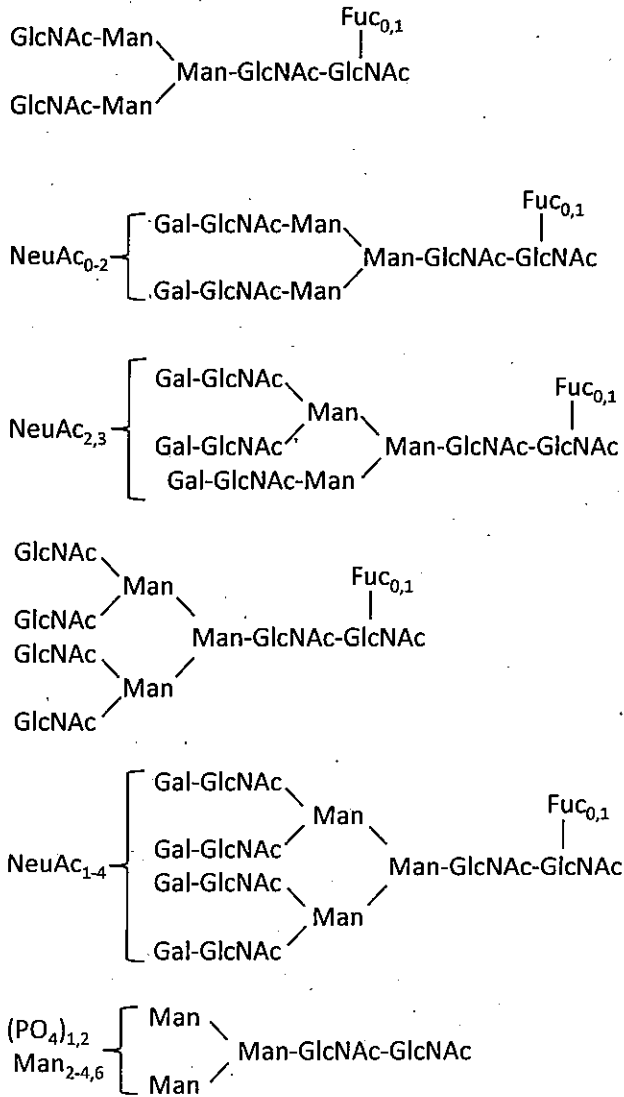 Fuc0,1
GlcNAc-Man
Man-GlcNAc-GlcNAc
GlcNAc-Man
Fuc0,1
Gal-GlcNAc-Man
NeuAc0-2
Man-GlcNAc-GlcNAc
Gal-GlcNAc-Man
Gal-GlcNAc
Fuc0,1
Man
NeuAc2,3
Gal-GlcNAc
Man-GlcNAc-GlcNAc
Gal-GlcNAc-Man
GlcNAc
Man
Fuc0,1
GlcNAc
Man-GlcNAc-GlcNAc
GlcNAc
Man
GlcNAc
Gal-GlcNAc
Fuc0,1
Man
Gal-GlcNAc
NeuAc1-4
Man-GlcNAc-GlcNAc
Gal-GlcNAc
Man
Gal-GlcNAc
(PO4)1,2
Man
Man2-4,6
Man-GlcNAc-GlcNAc
Man